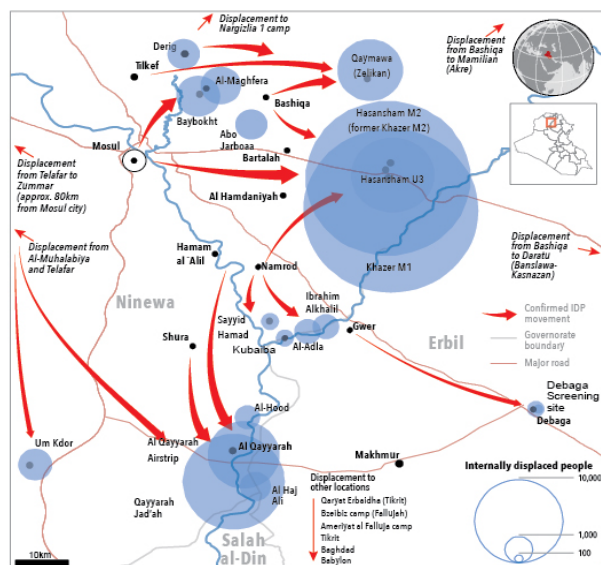 Displacement to
Nargizlia 1 camp
Displacement
from Bashiqa
to Mamilian
(Akre)
Derig
Tilkef
Al-Maghfera
Qaymawa
(Zelikan)
Baybokht
Bashiqa
Hasansham M2
(former Khazer M2)
Abo
Jarboaa
Mosul
Bartalah
Hasansham U3
Displacement
from Telafar to
Zummar
(approx. 80km
from Mosul city)
Al Hamdaniyah
Displacement from
Al-Muhalabiya
and Telafar
Hamam
al `Alil
Namrod
Khazer M1
Displacement
from Bashiqa
to Daratu
(Banslawa-
Kasnazan)
Ninewa
Ibrahim
Alkhalil
Sayyid
Hamad
Gwer
Erbil
Confirmed IDP
movement
Governorate
boundary
Major road
Shura
Kubaiba
Al-Adla
Debaga
Screening
site
Debaga
Al-Hood
Um Kdor
Al Qayyarah
Airstrip
Al Qayyarah
Makhmur
Internally displaced people
10,000
1,000
100
Qayyarah
Jad'ah
Al Haj
Ali
Displacement to
other locations
Qaryat Erbaidha (Tikrit)
Bzeibiz camp (Fallujah)
Ameriyat al Falluja camp
Tikrit
Baghdad
Babylon
Salah
al-Din
10km